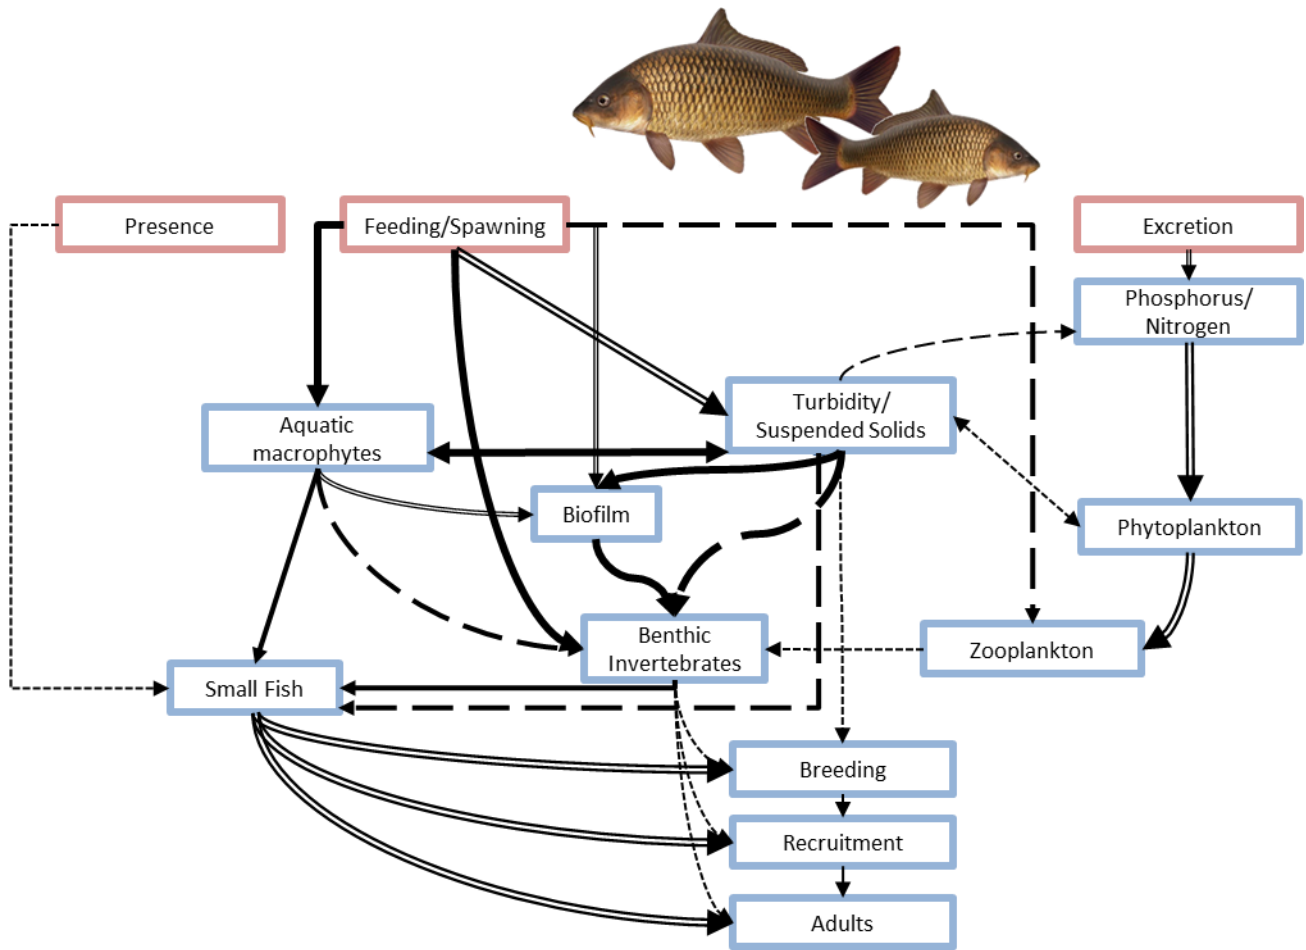 Presence
Feeding/Spawning
Excretion
Phosphorus/
Nitrogen
Turbidity/
Suspended Solids
Aquatic
macrophytes
Biofilm
Phytoplankton
Benthic
Invertebrates
Zooplankton
Small Fish
Breeding
Recruitment
Adults